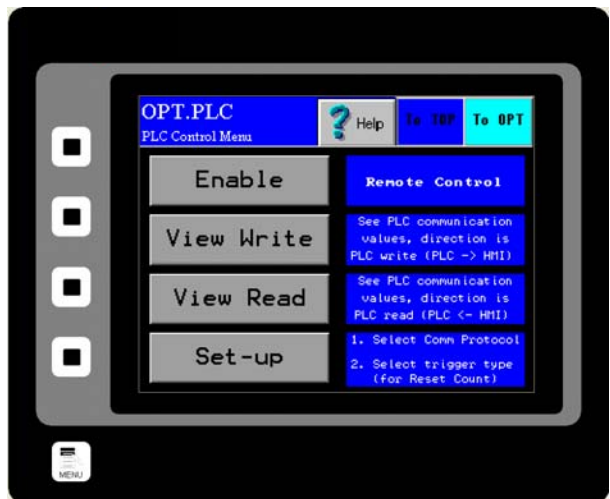 OPT.PLC
PLC Control Menu
? Help
To TOP
To OPT
Enable
Remote Control
View Write
See PLC communication
values, direction is
PLC write (PLC -> HMI)
View Read
See PLC communication
values, direction is
PLC read (PLC <- HMI)
Set-up
1. Select Comm Protocol
2. Select trigger type
(for Reset Count)
MENU